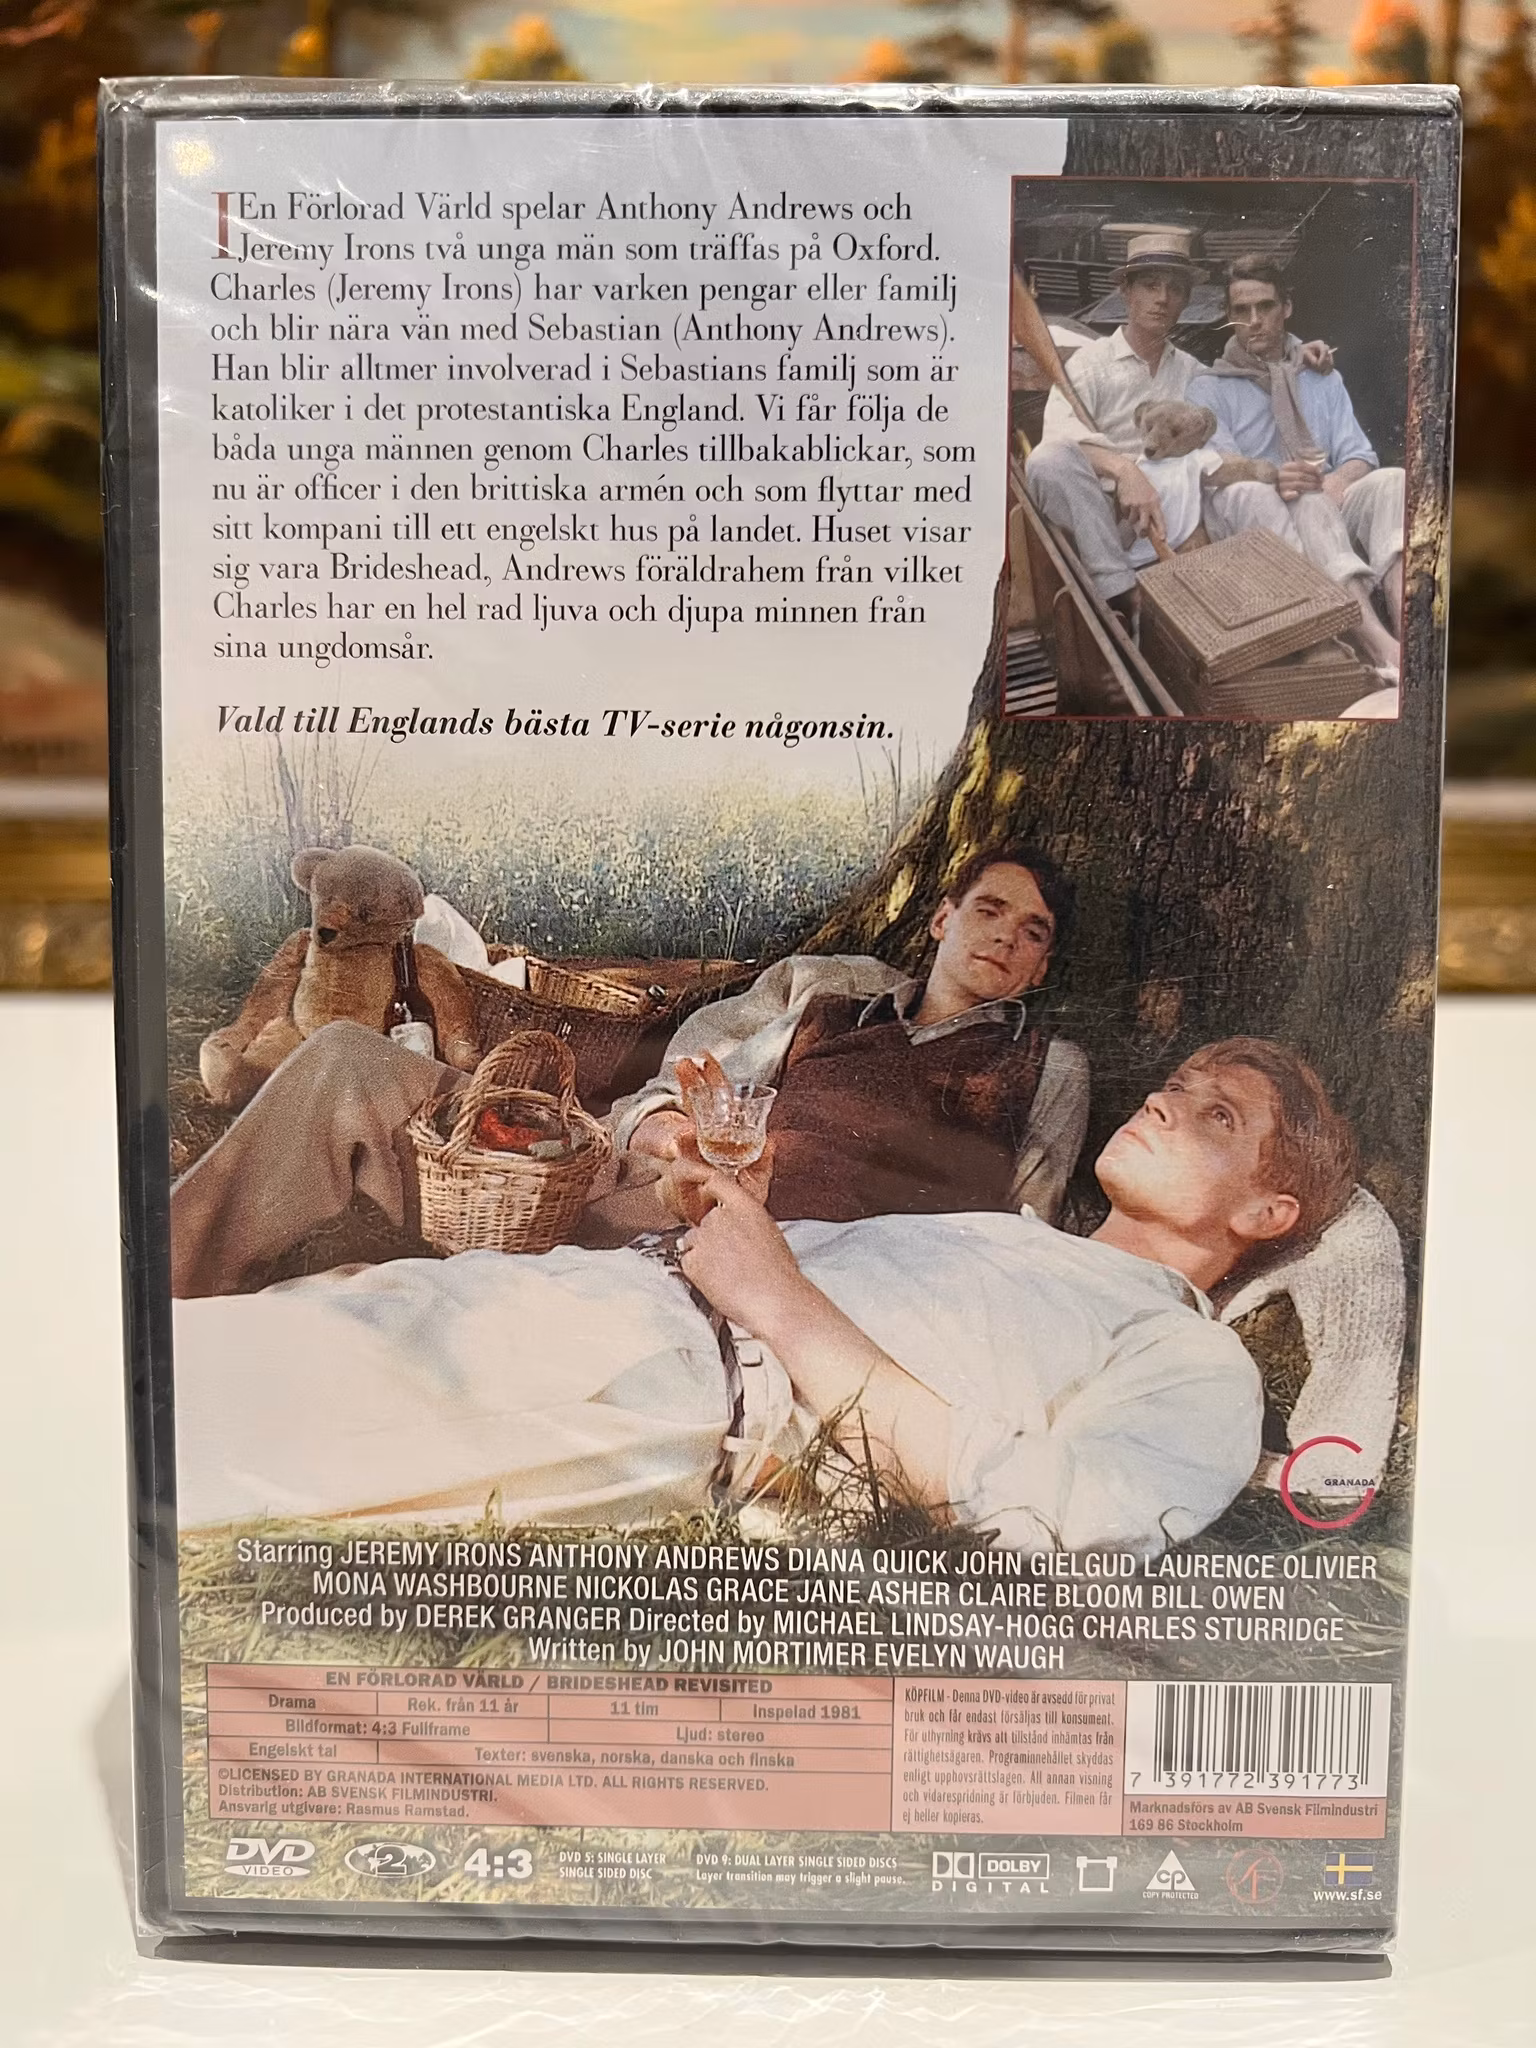 I En Förlorad Värld spelar Anthony Andrews och
Jeremy Irons två unga män som träffas på Oxford.
Charles (Jeremy Irons) har varken pengar eller familj
och blir nära vän med Sebastian (Anthony Andrews).
Han blir alltmer involverad i Sebastians familj som är
katoliker i det protestantiska England. Vi får följa de
båda unga männen genom Charles tillbakablickar, som
nu är officer i den brittiska armén och som flyttar med
sitt kompani till ett engelskt hus på landet. Huset visar
sig vara Brideshead, Andrews föräldrahem från vilket
Charles har en hel rad ljuva och djupa minnen från
sina ungdomsår.
Vald till Englands bästa TV-serie någonsin.
GRANADA
Starring JEREMY IRONS ANTHONY ANDREWS DIANA QUICK JOHN GIELGUD LAURENCE OLIVIER
MONA WASHBOURNE NICKOLAS GRACE JANE ASHER CLAIRE BLOOM BILL OWEN
Produced by DEREK GRANGER Directed by MICHAEL LINDSAY-HOGG CHARLES STURRIDGE
Written by JOHN MORTIMER EVELYN WAUGH
EN FÖRLORAD VÄRLD / BRIDESHEAD REVISITED
Drama Rek. från 11 år 11 tim Inspelad 1981
Bildformat: 4:3 Fullframe Ljud: stereo
Engelskt tal Texter: svenska, norska, danska och finska
©LICENSED BY GRANADA INTERNATIONAL MEDIA LTD. ALL RIGHTS RESERVED.
Distribution: AB SVENSK FILMINDUSTRI.
Ansvarig utgivare: Rasmus Ramstad.
KÖPFILM - Denna DVD-video är avsedd för privat
bruk och får endast försäljas till konsument.
För uthyrning krävs att tillstånd inhämtas från
rättighetsägaren. Programinnehållet skyddas
enligt upphovsrättslagen. All annan visning
och vidarespridning är förbjuden. Filmen får
ej heller kopieras.
7 391772 391773
Marknadsförs av AB Svensk Filmindustri
169 86 Stockholm
DVD VIDEO
2
4:3
DVD 5: SINGLE LAYER
SINGLE SIDED DISC
DVD 9: DUAL LAYER SINGLE SIDED DISCS
Layer transition may trigger a slight pause.
DOLBY
DIGITAL
CP
COPY PROTECTED
SF
www.sf.se